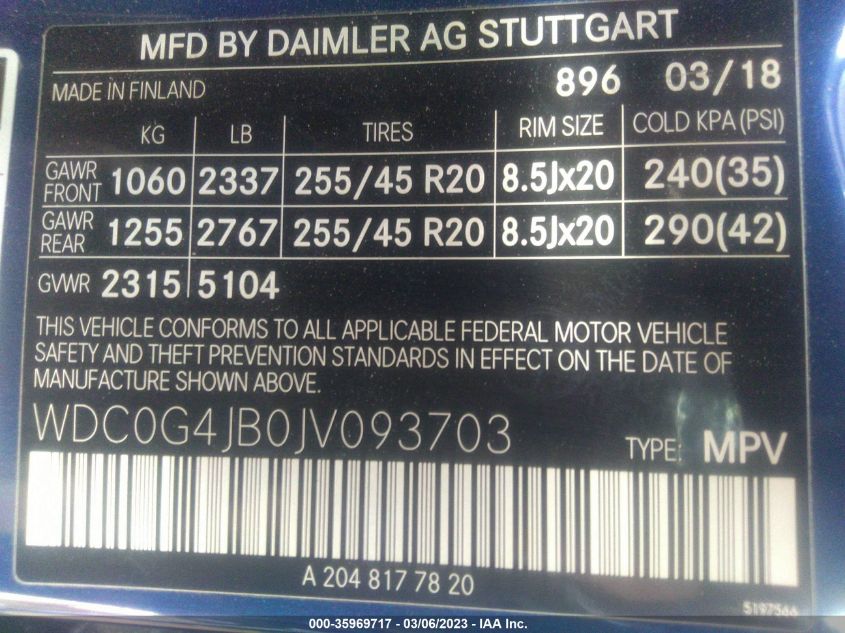 MFD BY DAIMLER AG STUTTGART
MADE IN FINLAND 896 03/18
KG LB TIRES RIM SIZE COLD KPA (PSI)
GAWR FRONT 1060 2337 255/45 R20 8.5Jx20 240(35)
GAWR REAR 1255 2767 255/45 R20 8.5Jx20 290(42)
GVWR 2315 5104
THIS VEHICLE CONFORMS TO ALL APPLICABLE FEDERAL MOTOR VEHICLE
SAFETY AND THEFT PREVENTION STANDARDS IN EFFECT ON THE DATE OF
MANUFACTURE SHOWN ABOVE.
WDC0G4JB0JV093703 TYPE: MPV
A 204 817 78 20
5197566
000-35969717 - 03/06/2023 - IAA Inc.